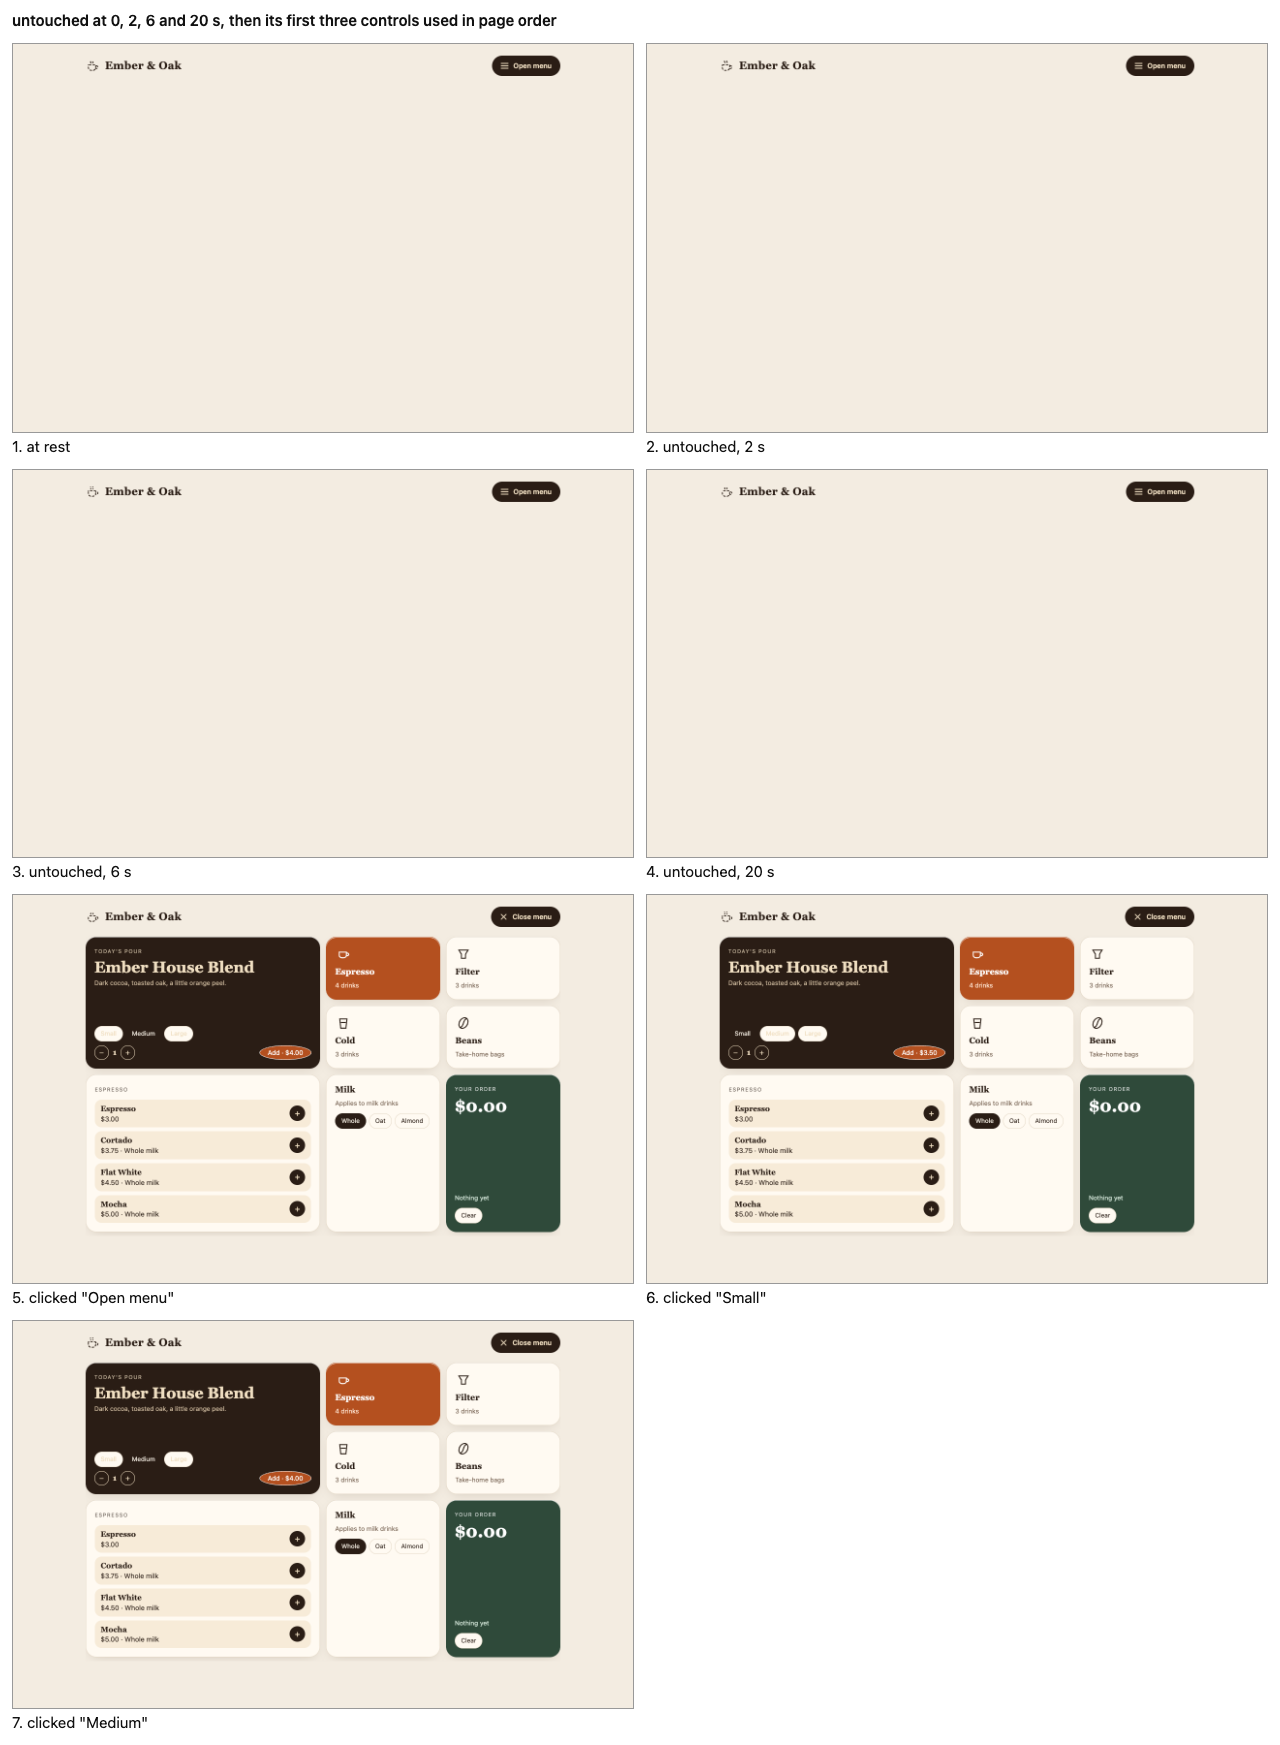 untouched at 0, 2, 6 and 20 s, then its first three controls used in page order
Ember & Oak
Open menu
Ember & Oak
Open menu
1. at rest
2. untouched, 2 s
Ember & Oak
Open menu
Ember & Oak
Open menu
3. untouched, 6 s
4. untouched, 20 s
Ember & Oak
Close menu
TODAY'S POUR
Ember House Blend
Dark cocoa, toasted oak, a little orange peel.
Small
Medium
Large
−
1
+
Add · $4.00
Espresso
4 drinks
Filter
3 drinks
Cold
3 drinks
Beans
Take-home bags
ESPRESSO
Espresso
$3.00
+
Cortado
$3.75 · Whole milk
+
Flat White
$4.50 · Whole milk
+
Mocha
$5.00 · Whole milk
+
Milk
Applies to milk drinks
Whole
Oat
Almond
YOUR ORDER
$0.00
Nothing yet
Clear
Ember & Oak
Close menu
TODAY'S POUR
Ember House Blend
Dark cocoa, toasted oak, a little orange peel.
Small
Medium
Large
−
1
+
Add · $3.50
Espresso
4 drinks
Filter
3 drinks
Cold
3 drinks
Beans
Take-home bags
ESPRESSO
Espresso
$3.00
+
Cortado
$3.75 · Whole milk
+
Flat White
$4.50 · Whole milk
+
Mocha
$5.00 · Whole milk
+
Milk
Applies to milk drinks
Whole
Oat
Almond
YOUR ORDER
$0.00
Nothing yet
Clear
5. clicked "Open menu"
6. clicked "Small"
Ember & Oak
Close menu
TODAY'S POUR
Ember House Blend
Dark cocoa, toasted oak, a little orange peel.
Small
Medium
Large
−
1
+
Add · $4.00
Espresso
4 drinks
Filter
3 drinks
Cold
3 drinks
Beans
Take-home bags
ESPRESSO
Espresso
$3.00
+
Cortado
$3.75 · Whole milk
+
Flat White
$4.50 · Whole milk
+
Mocha
$5.00 · Whole milk
+
Milk
Applies to milk drinks
Whole
Oat
Almond
YOUR ORDER
$0.00
Nothing yet
Clear
7. clicked "Medium"